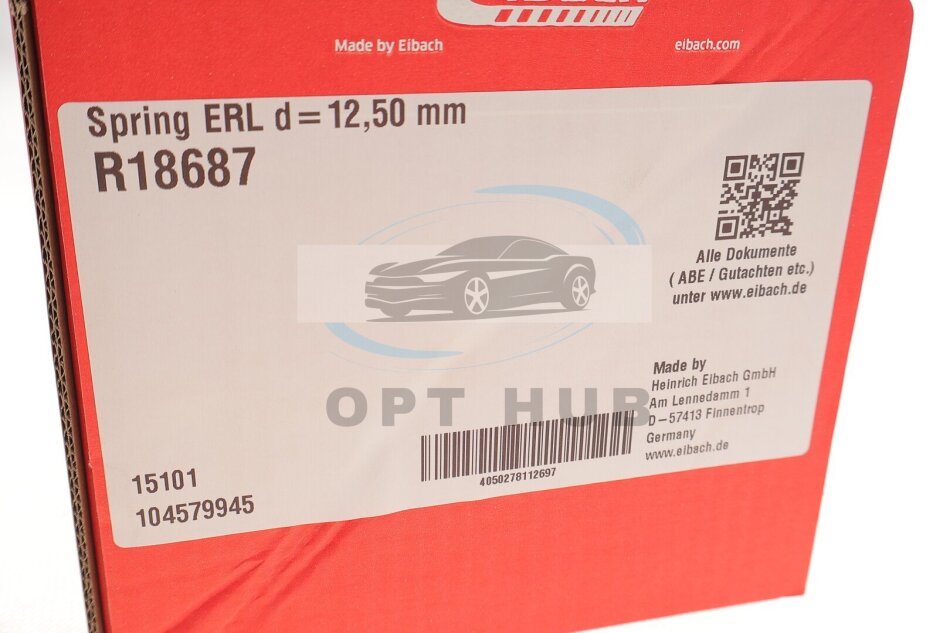 Eibach
Made by Eibach
eibach.com
Spring ERL d=12,50 mm
R18687
Alle Dokumente
( ABE / Gutachten etc.)
unter www.eibach.de
OPT HUB
Made by
Heinrich Eibach GmbH
Am Lennedamm 1
D-57413 Finnentrop
Germany
www.eibach.de
4050278112697
15101
104579945